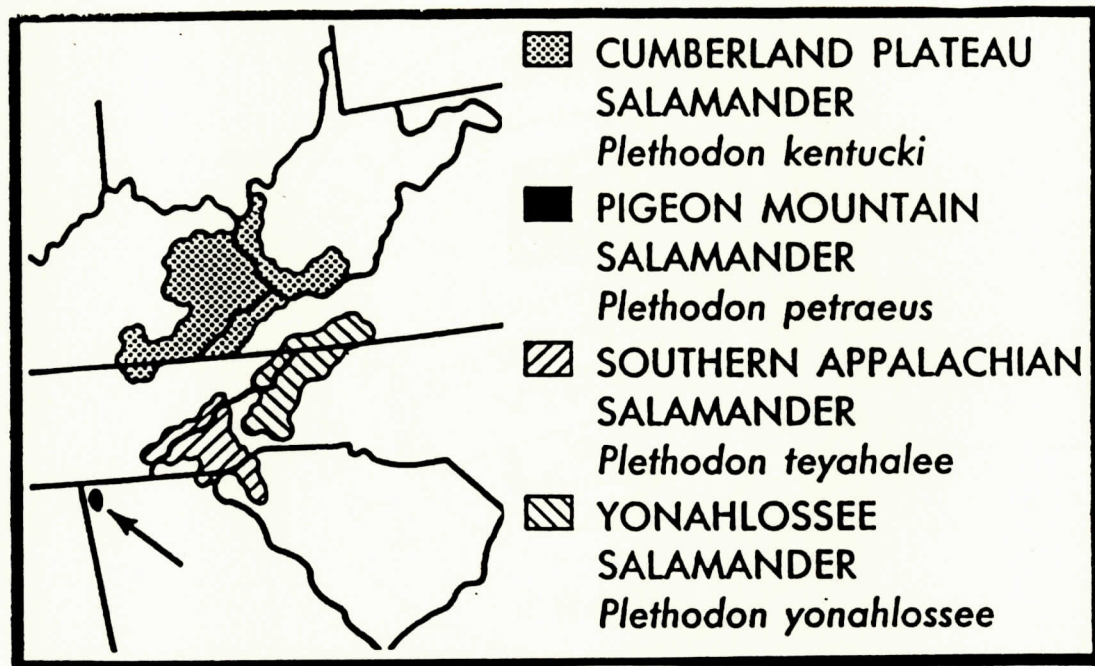 CUMBERLAND PLATEAU
SALAMANDER
Plethodon kentucki
PIGEON MOUNTAIN
SALAMANDER
Plethodon petraeus
SOUTHERN APPALACHIAN
SALAMANDER
Plethodon teyahalee
YONAHLOSSEE
SALAMANDER
Plethodon yonahlossee